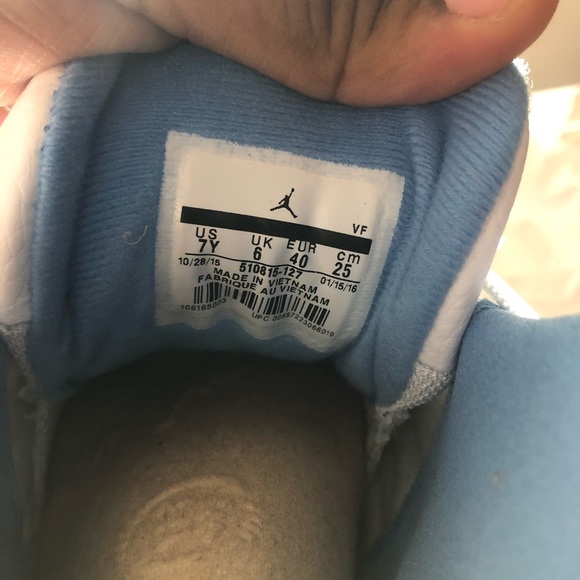 VF
US UK EUR cm
7Y 6 40 25
10/28/15 510815-127 01/15/16
MADE IN VIETNAM
FABRIQUE AU VIETNAM
UPC